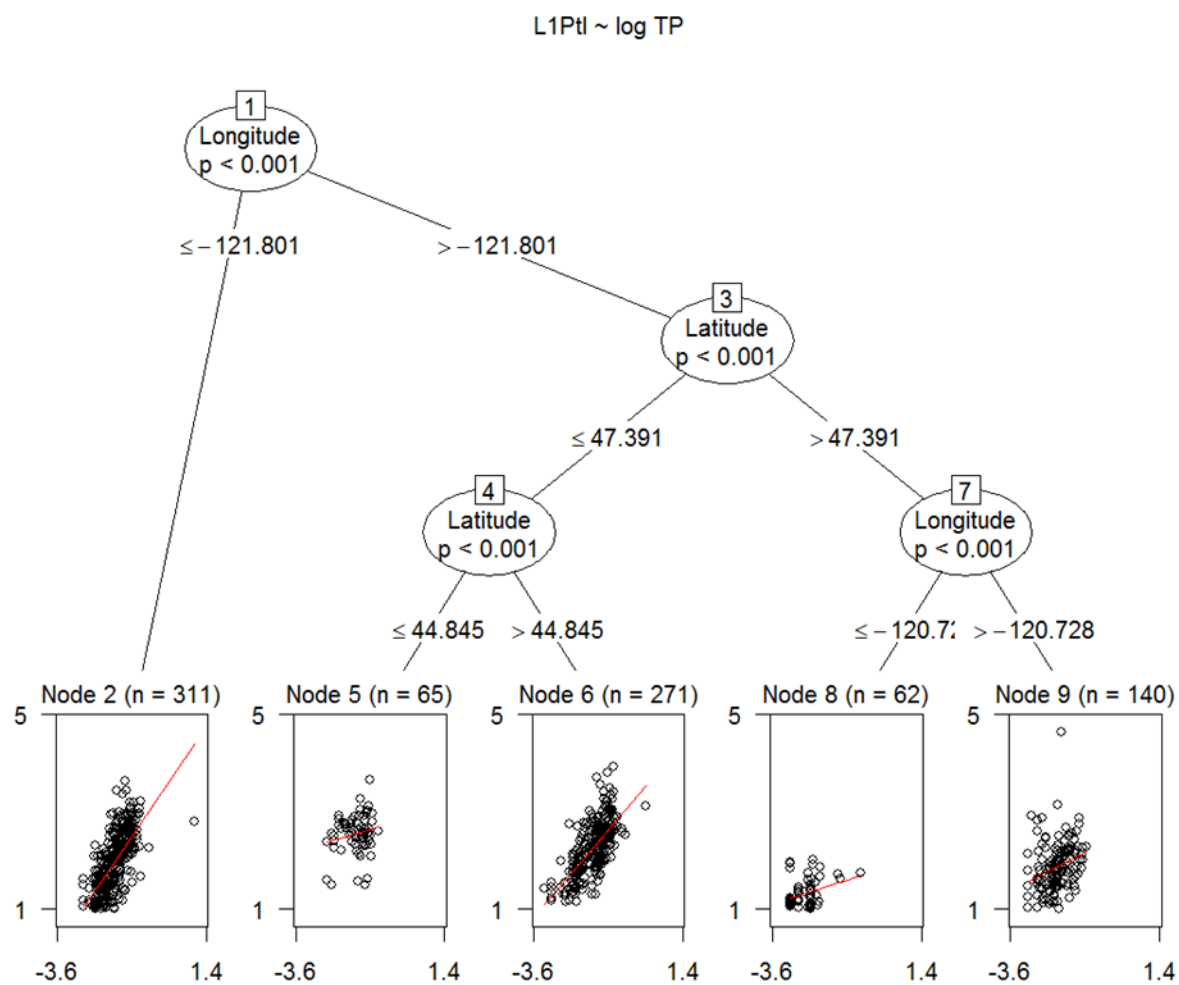 L1Ptl ~ log TP
1
Longitude
p < 0.001
≤ −121.801
> −121.801
3
Latitude
p < 0.001
≤ 47.391
> 47.391
4
Latitude
p < 0.001
7
Longitude
p < 0.001
≤ 44.845
> 44.845
≤ −120.72
> −120.728
Node 2 (n = 311)
Node 5 (n = 65)
Node 6 (n = 271)
Node 8 (n = 62)
Node 9 (n = 140)
5
5
5
5
5
1
1
1
1
1
-3.6
1.4
-3.6
1.4
-3.6
1.4
-3.6
1.4
-3.6
1.4